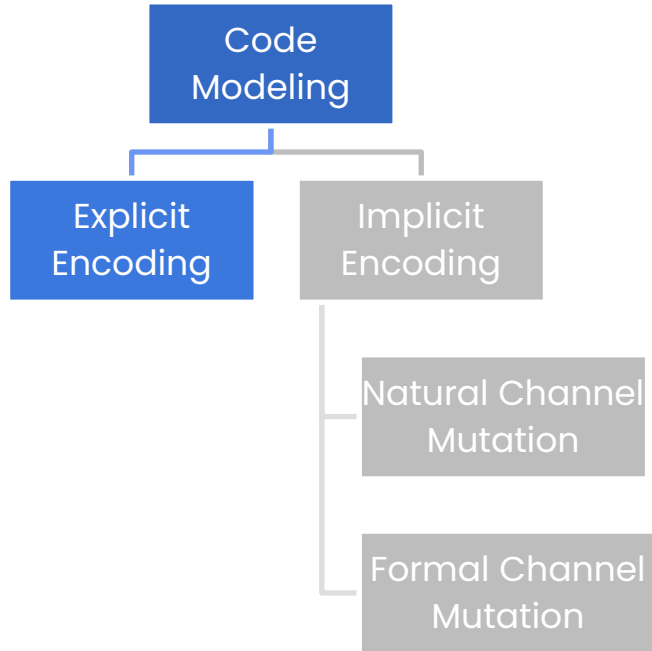 Code
Modeling
Explicit
Encoding
Implicit
Encoding
Natural Channel
Mutation
Formal Channel
Mutation